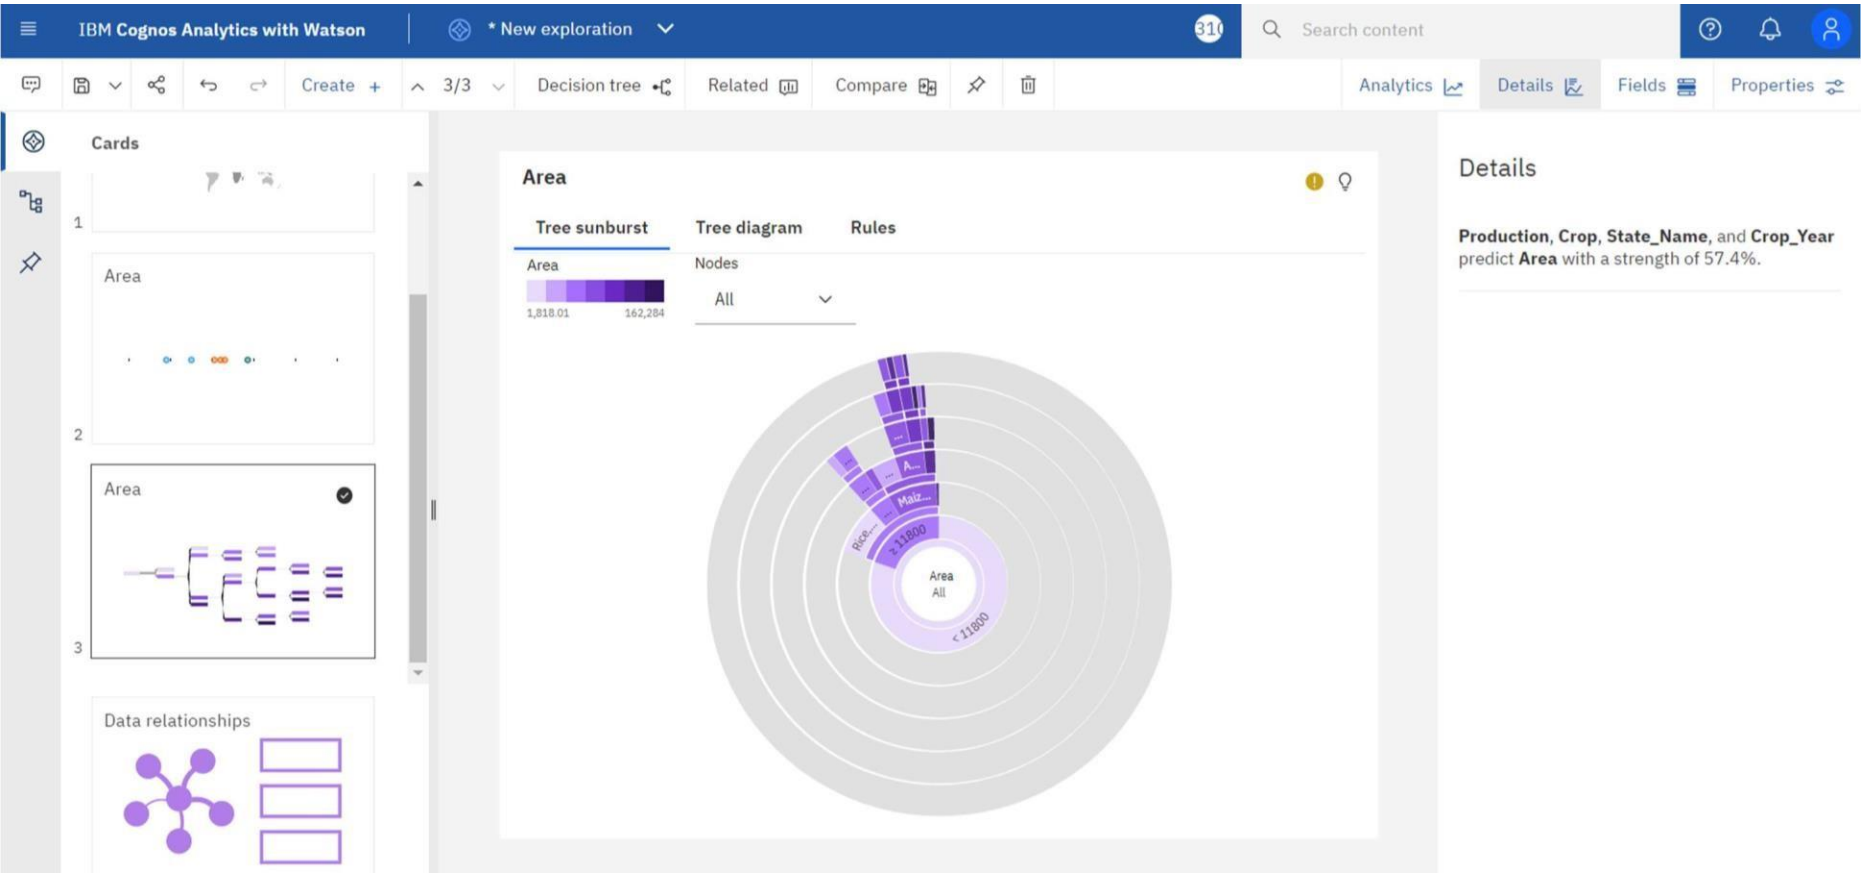 IBM Cognos Analytics with Watson
* New exploration
310
Search content
Create +
3/3
Decision tree
Related
Compare
Analytics
Details
Fields
Properties
Cards
1
Area
2
Area
3
Data relationships
Area
Tree sunburst
Tree diagram
Rules
Area
1,818.01
162,284
Nodes
All
...
A...
...
...
...
Maiz...
...
Rice,...
≥ 11800
Area
All
< 11800
Details
Production, Crop, State_Name, and Crop_Year
predict Area with a strength of 57.4%.